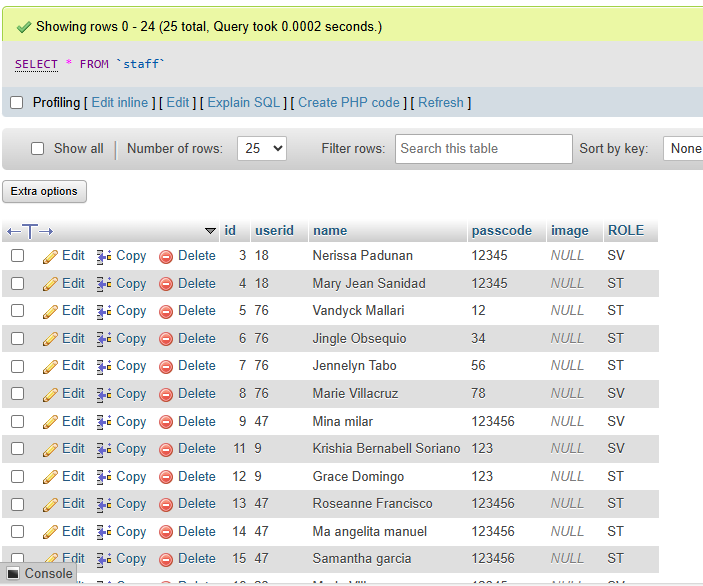 Showing rows 0 - 24 (25 total, Query took 0.0002 seconds.)
SELECT * FROM `staff`
Profiling [ Edit inline ] [ Edit ] [ Explain SQL ] [ Create PHP code ] [ Refresh ]
Show all | Number of rows: 25 Filter rows: Search this table Sort by key: None
Extra options
←T→ id userid name passcode image ROLE
Edit Copy Delete 3 18 Nerissa Padunan 12345 NULL SV
Edit Copy Delete 4 18 Mary Jean Sanidad 12345 NULL ST
Edit Copy Delete 5 76 Vandyck Mallari 12 NULL ST
Edit Copy Delete 6 76 Jingle Obsequio 34 NULL ST
Edit Copy Delete 7 76 Jennelyn Tabo 56 NULL ST
Edit Copy Delete 8 76 Marie Villacruz 78 NULL SV
Edit Copy Delete 9 47 Mina milar 123456 NULL SV
Edit Copy Delete 11 9 Krishia Bernabell Soriano 123 NULL SV
Edit Copy Delete 12 9 Grace Domingo 123 NULL ST
Edit Copy Delete 13 47 Roseanne Francisco 123456 NULL ST
Edit Copy Delete 14 47 Ma angelita manuel 123456 NULL ST
Copy Delete 15 47 Samantha garcia 123456 NULL ST
Console